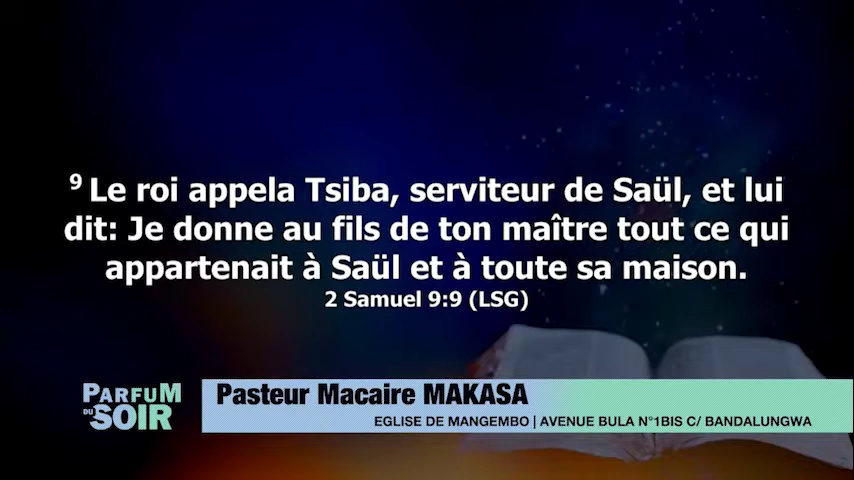 9 Le roi appela Tsiba, serviteur de Saül, et lui
dit: Je donne au fils de ton maître tout ce qui
appartenait à Saül et à toute sa maison.
2 Samuel 9:9 (LSG)
PARFUM
DU SOIR
Pasteur Macaire MAKASA
EGLISE DE MANGEMBO | AVENUE BULA N°1BIS C/ BANDALUNGWA